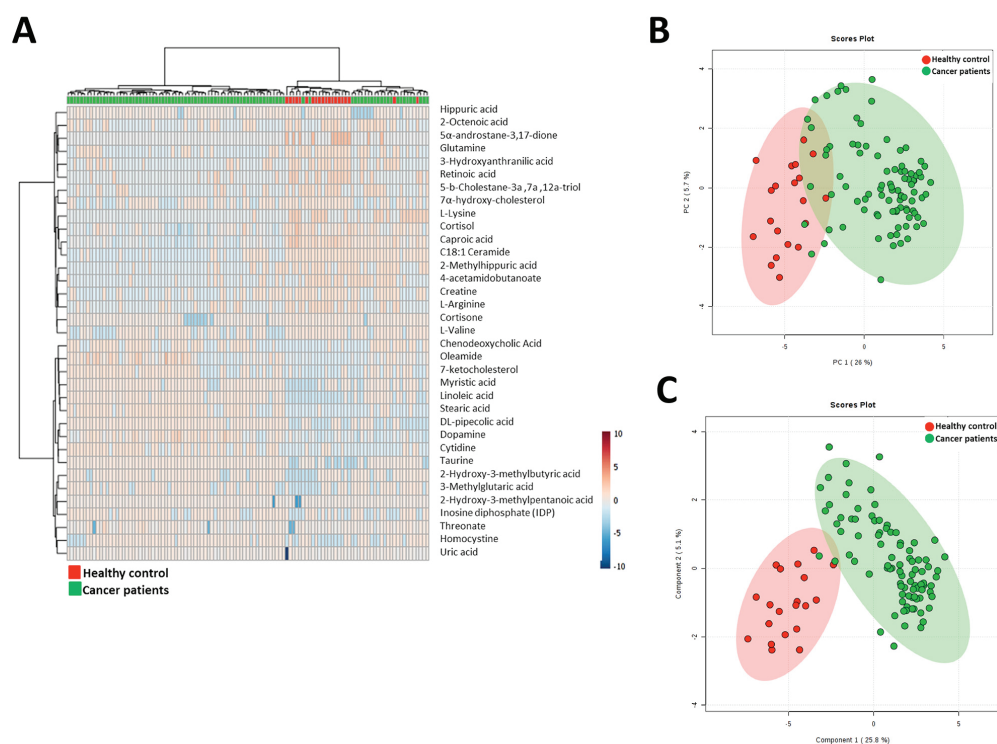 A
Hippuric acid
2-Octenoic acid
5α-androstane-3,17-dione
Glutamine
3-Hydroxyanthranilic acid
Retinoic acid
5-b-Cholestane-3a,7a,12a-triol
7α-hydroxy-cholesterol
L-Lysine
Cortisol
Caproic acid
C18:1 Ceramide
2-Methylhippuric acid
4-acetamidobutanoate
Creatine
L-Arginine
Cortisone
L-Valine
Chenodeoxycholic Acid
Oleamide
7-ketocholesterol
Myristic acid
Linoleic acid
Stearic acid
DL-pipecolic acid
Dopamine
Cytidine
Taurine
2-Hydroxy-3-methylbutyric acid
3-Methylglutaric acid
2-Hydroxy-3-methylpentanoic acid
Inosine diphosphate (IDP)
Threonate
Homocystine
Uric acid
10
5
0
-5
-10
Healthy control
Cancer patients
B
Scores Plot
Healthy control
Cancer patients
4
2
0
-2
-4
PC 2 ( 5.7 %)
-5
0
5
PC 1 ( 26 %)
C
Scores Plot
Healthy control
Cancer patients
4
2
0
-2
-4
Component 2 ( 5.1 %)
-5
0
5
Component 1 ( 25.8 %)